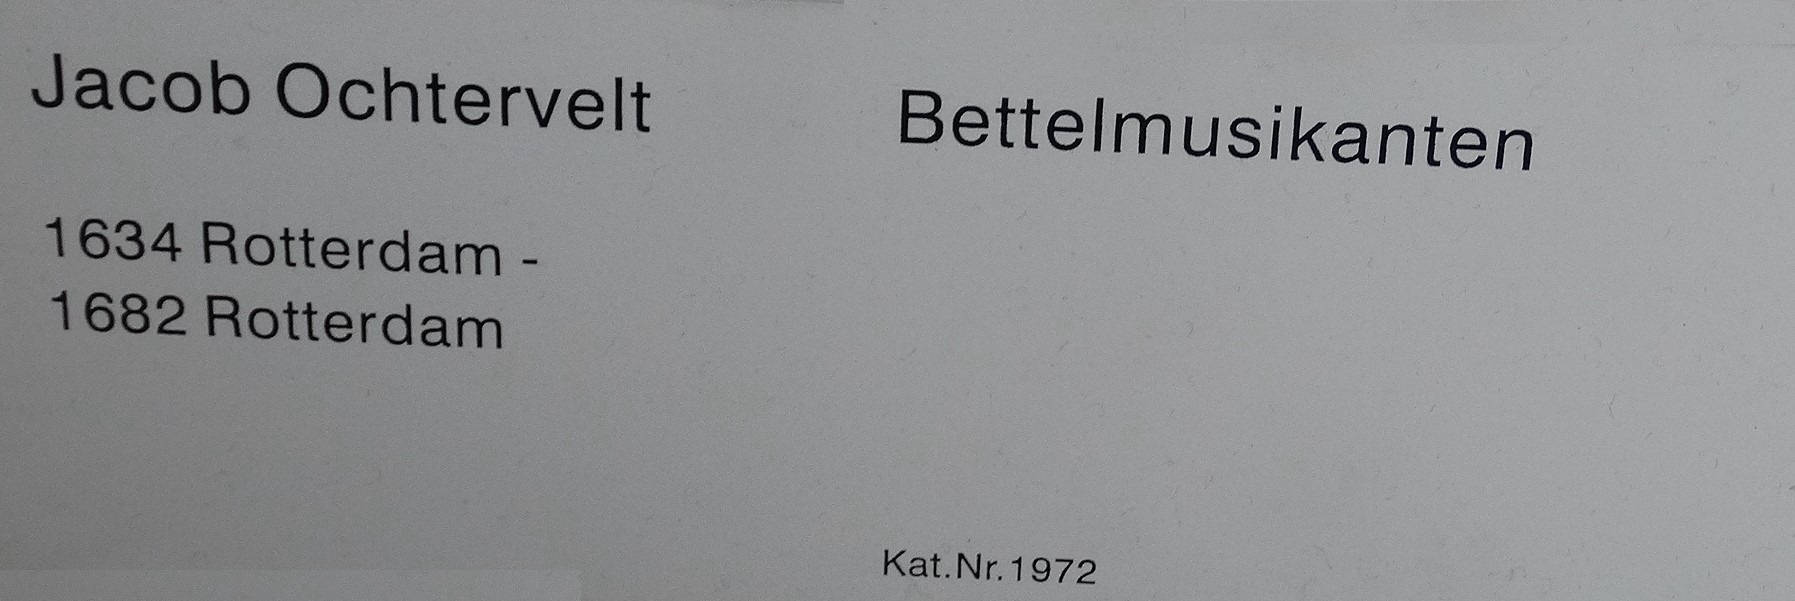 Jacob Ochtervelt
1634 Rotterdam -
1682 Rotterdam
Bettelmusikanten
Kat.Nr.1972